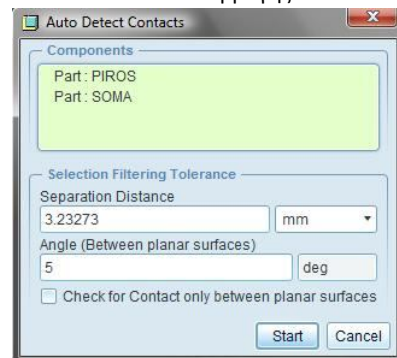 Auto Detect Contacts
Components
Part : PIROS
Part : SOMA
Selection Filtering Tolerance
Separation Distance
3.23273 mm
Angle (Between planar surfaces)
5 deg
Check for Contact only between planar surfaces
Start Cancel